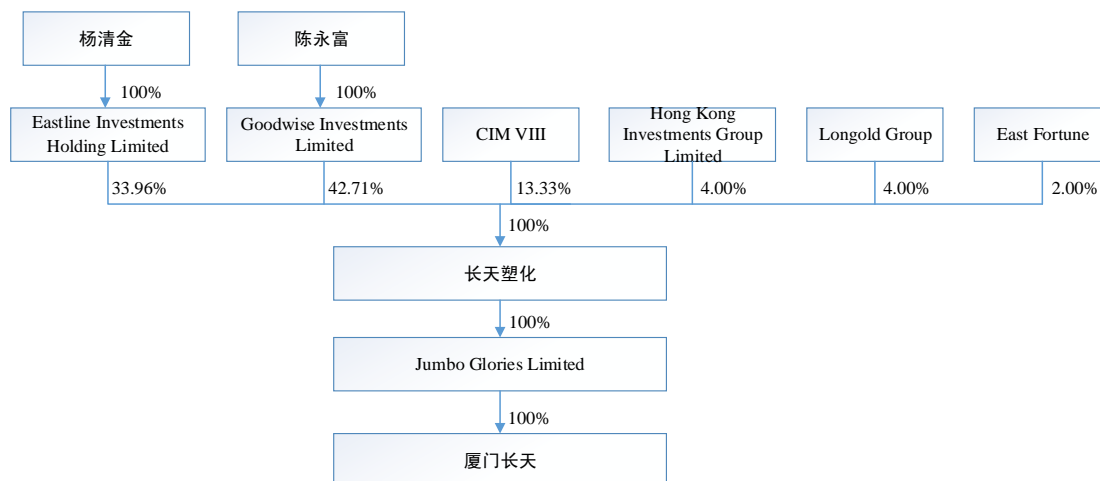 杨清金
陈永富
100%
100%
Eastline Investments
Holding Limited
Goodwise Investments
Limited
CIM VIII
Hong Kong
Investments Group
Limited
Longold Group
East Fortune
33.96%
42.71%
13.33%
4.00%
4.00%
2.00%
100%
长天塑化
100%
Jumbo Glories Limited
100%
厦门长天